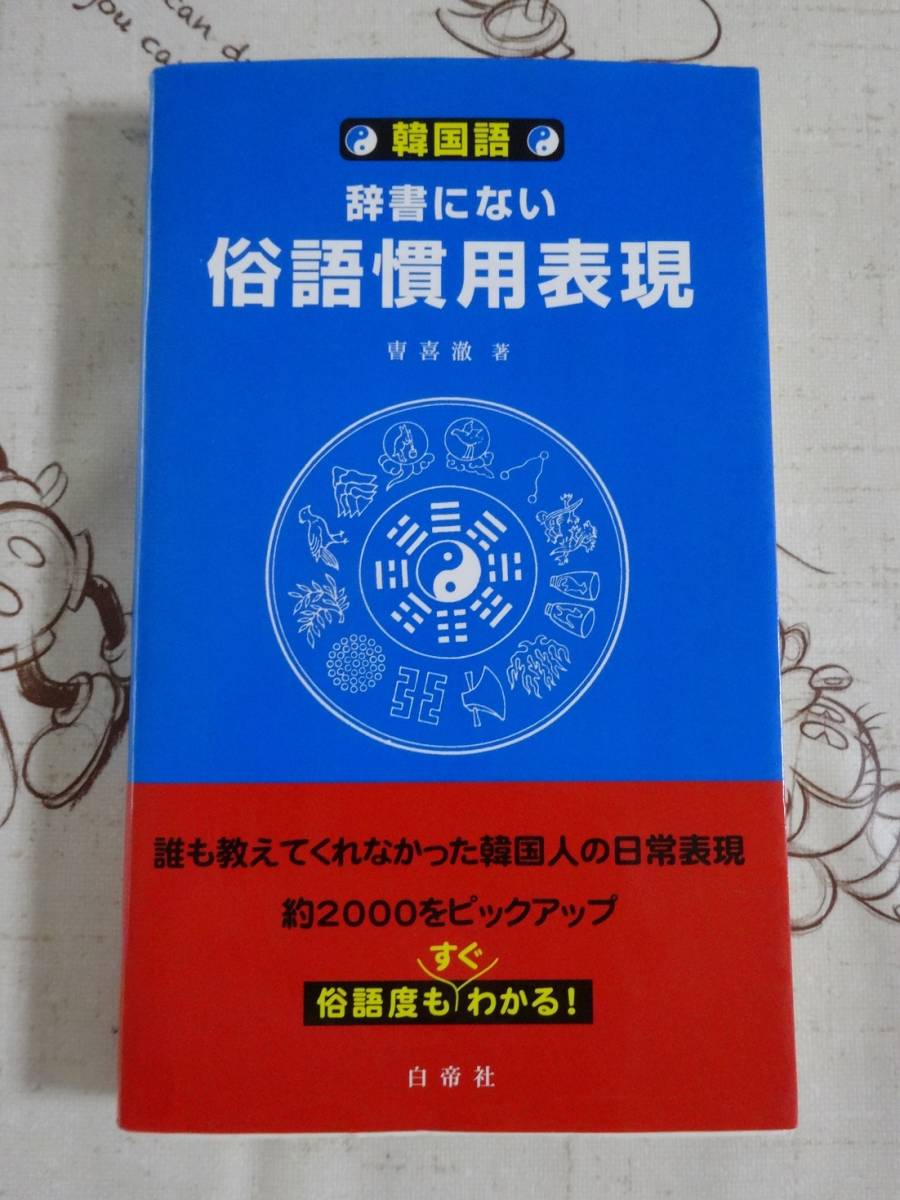 can d
you ca
韓国語
辞書にない
俗語慣用表現
曺喜澈 著
誰も教えてくれなかった韓国人の日常表現
約2000をピックアップ
すぐ
俗語度もわかる!
白帝社